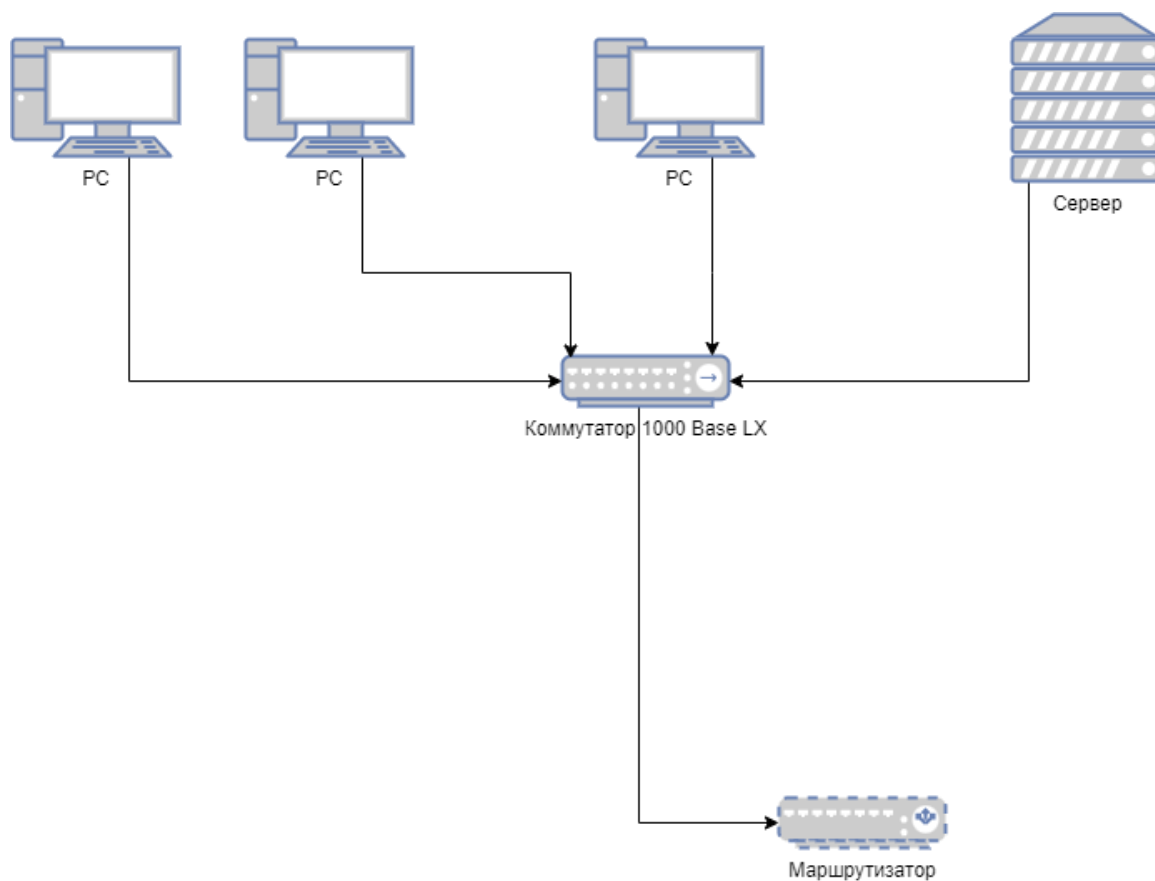 PC
PC
PC
Сервер
Коммутатор 1000 Base LX
Маршрутизатор